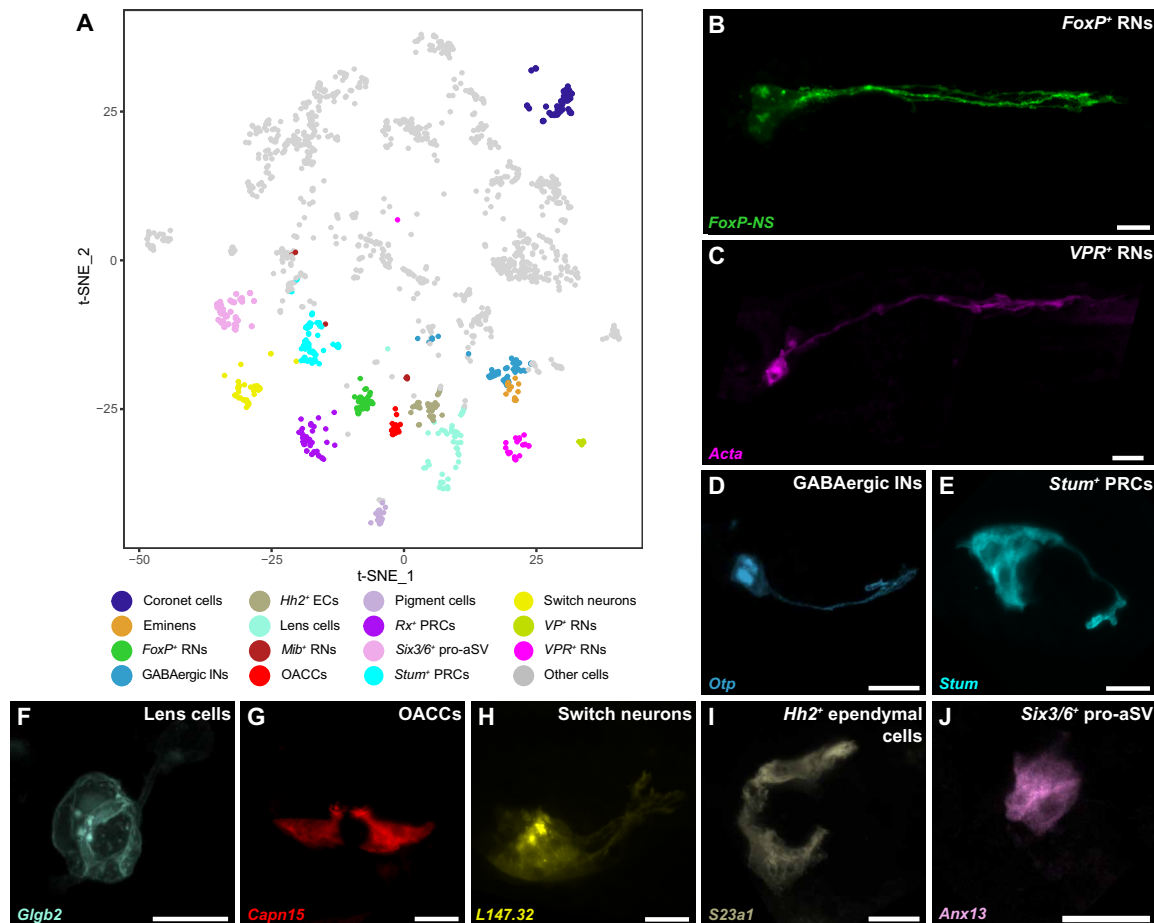 A
t-SNE_2
25
0
−25
−50
−25
0
25
t-SNE_1
Coronet cells
Hh2⁺ ECs
Pigment cells
Switch neurons
Eminens
Lens cells
Rx⁺ PRCs
VP⁺ RNs
FoxP⁺ RNs
Mib⁺ RNs
Six3/6⁺ pro-aSV
VPR⁺ RNs
GABAergic INs
OACCs
Stum⁺ PRCs
Other cells
B
FoxP⁺ RNs
FoxP-NS
C
VPR⁺ RNs
Acta
D
GABAergic INs
Otp
E
Stum⁺ PRCs
Stum
F
Lens cells
Glgb2
G
OACCs
Capn15
H
Switch neurons
L147.32
I
Hh2⁺ ependymal
cells
S23a1
J
Six3/6⁺ pro-aSV
Anx13